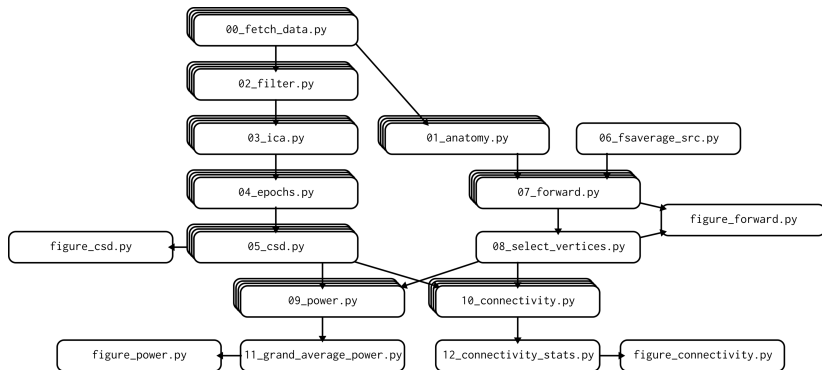 00_fetch_data.py
02_filter.py
03_ica.py
01_anatomy.py
06_fsaverage_src.py
04_epochs.py
07_forward.py
figure_forward.py
figure_csd.py
05_csd.py
08_select_vertices.py
09_power.py
10_connectivity.py
figure_power.py
11_grand_average_power.py
12_connectivity_stats.py
figure_connectivity.py